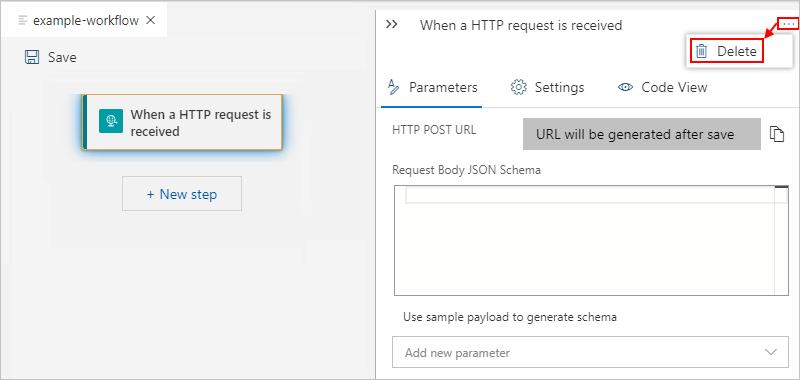 example-workflow
Save
When a HTTP request is
received
+ New step
When a HTTP request is received
...
Delete
Parameters
Settings
Code View
HTTP POST URL
URL will be generated after save
Request Body JSON Schema
Use sample payload to generate schema
Add new parameter